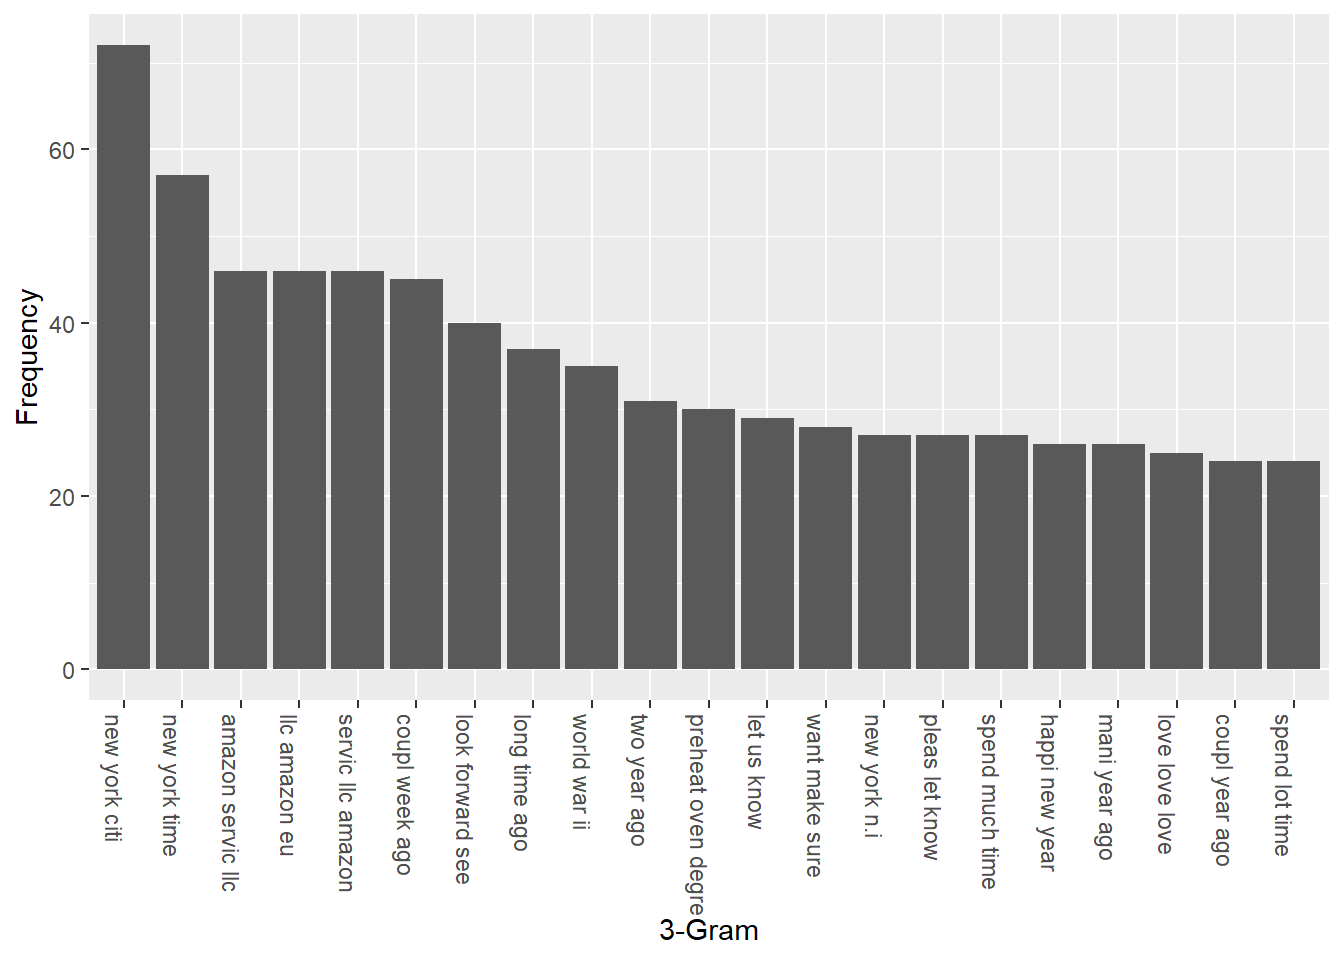 Frequency
60
40
20
0
new york citi
new york time
amazon servic llc
llc amazon eu
servic llc amazon
coupl week ago
look forward see
long time ago
world war ii
two year ago
preheat oven degre
let us know
want make sure
new york n.i
pleas let know
spend much time
happi new year
mani year ago
love love love
coupl year ago
spend lot time
3-Gram